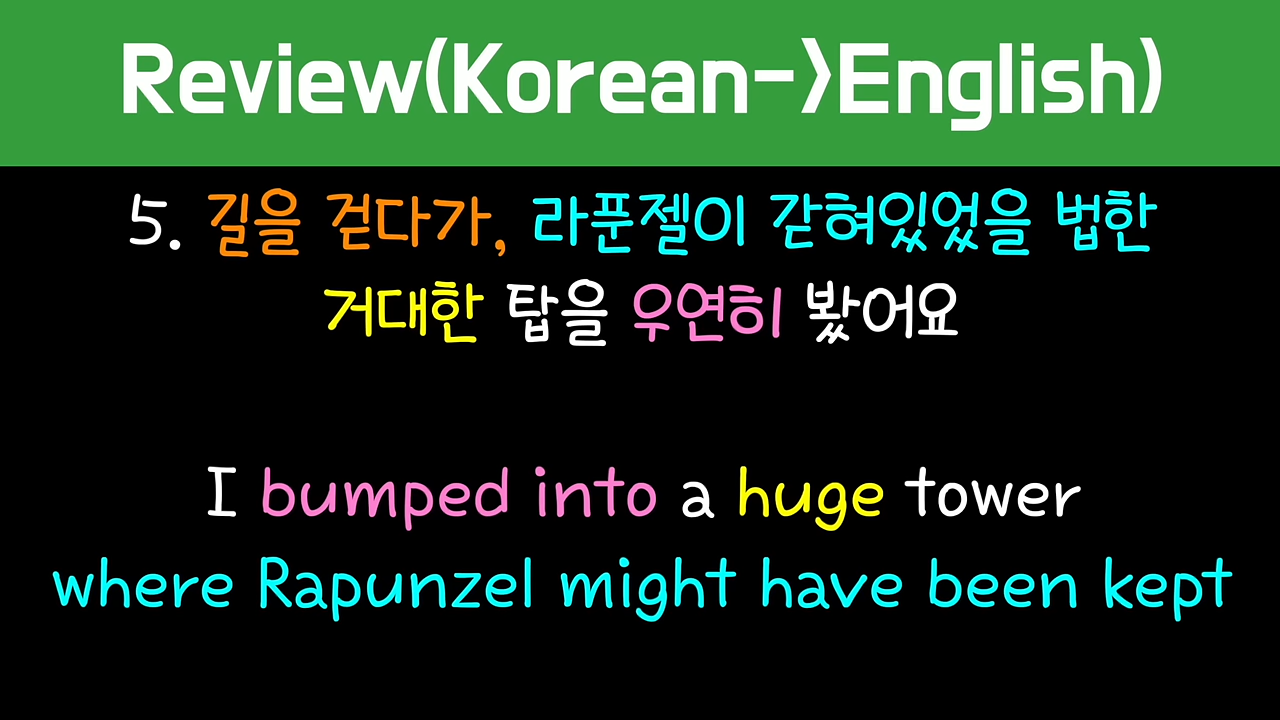 Review(Korean->English)
5. 길을 걷다가, 라푼젤이 갇혀있었을 법한
거대한 탑을 우연히 봤어요
I bumped into a huge tower
where Rapunzel might have been kept